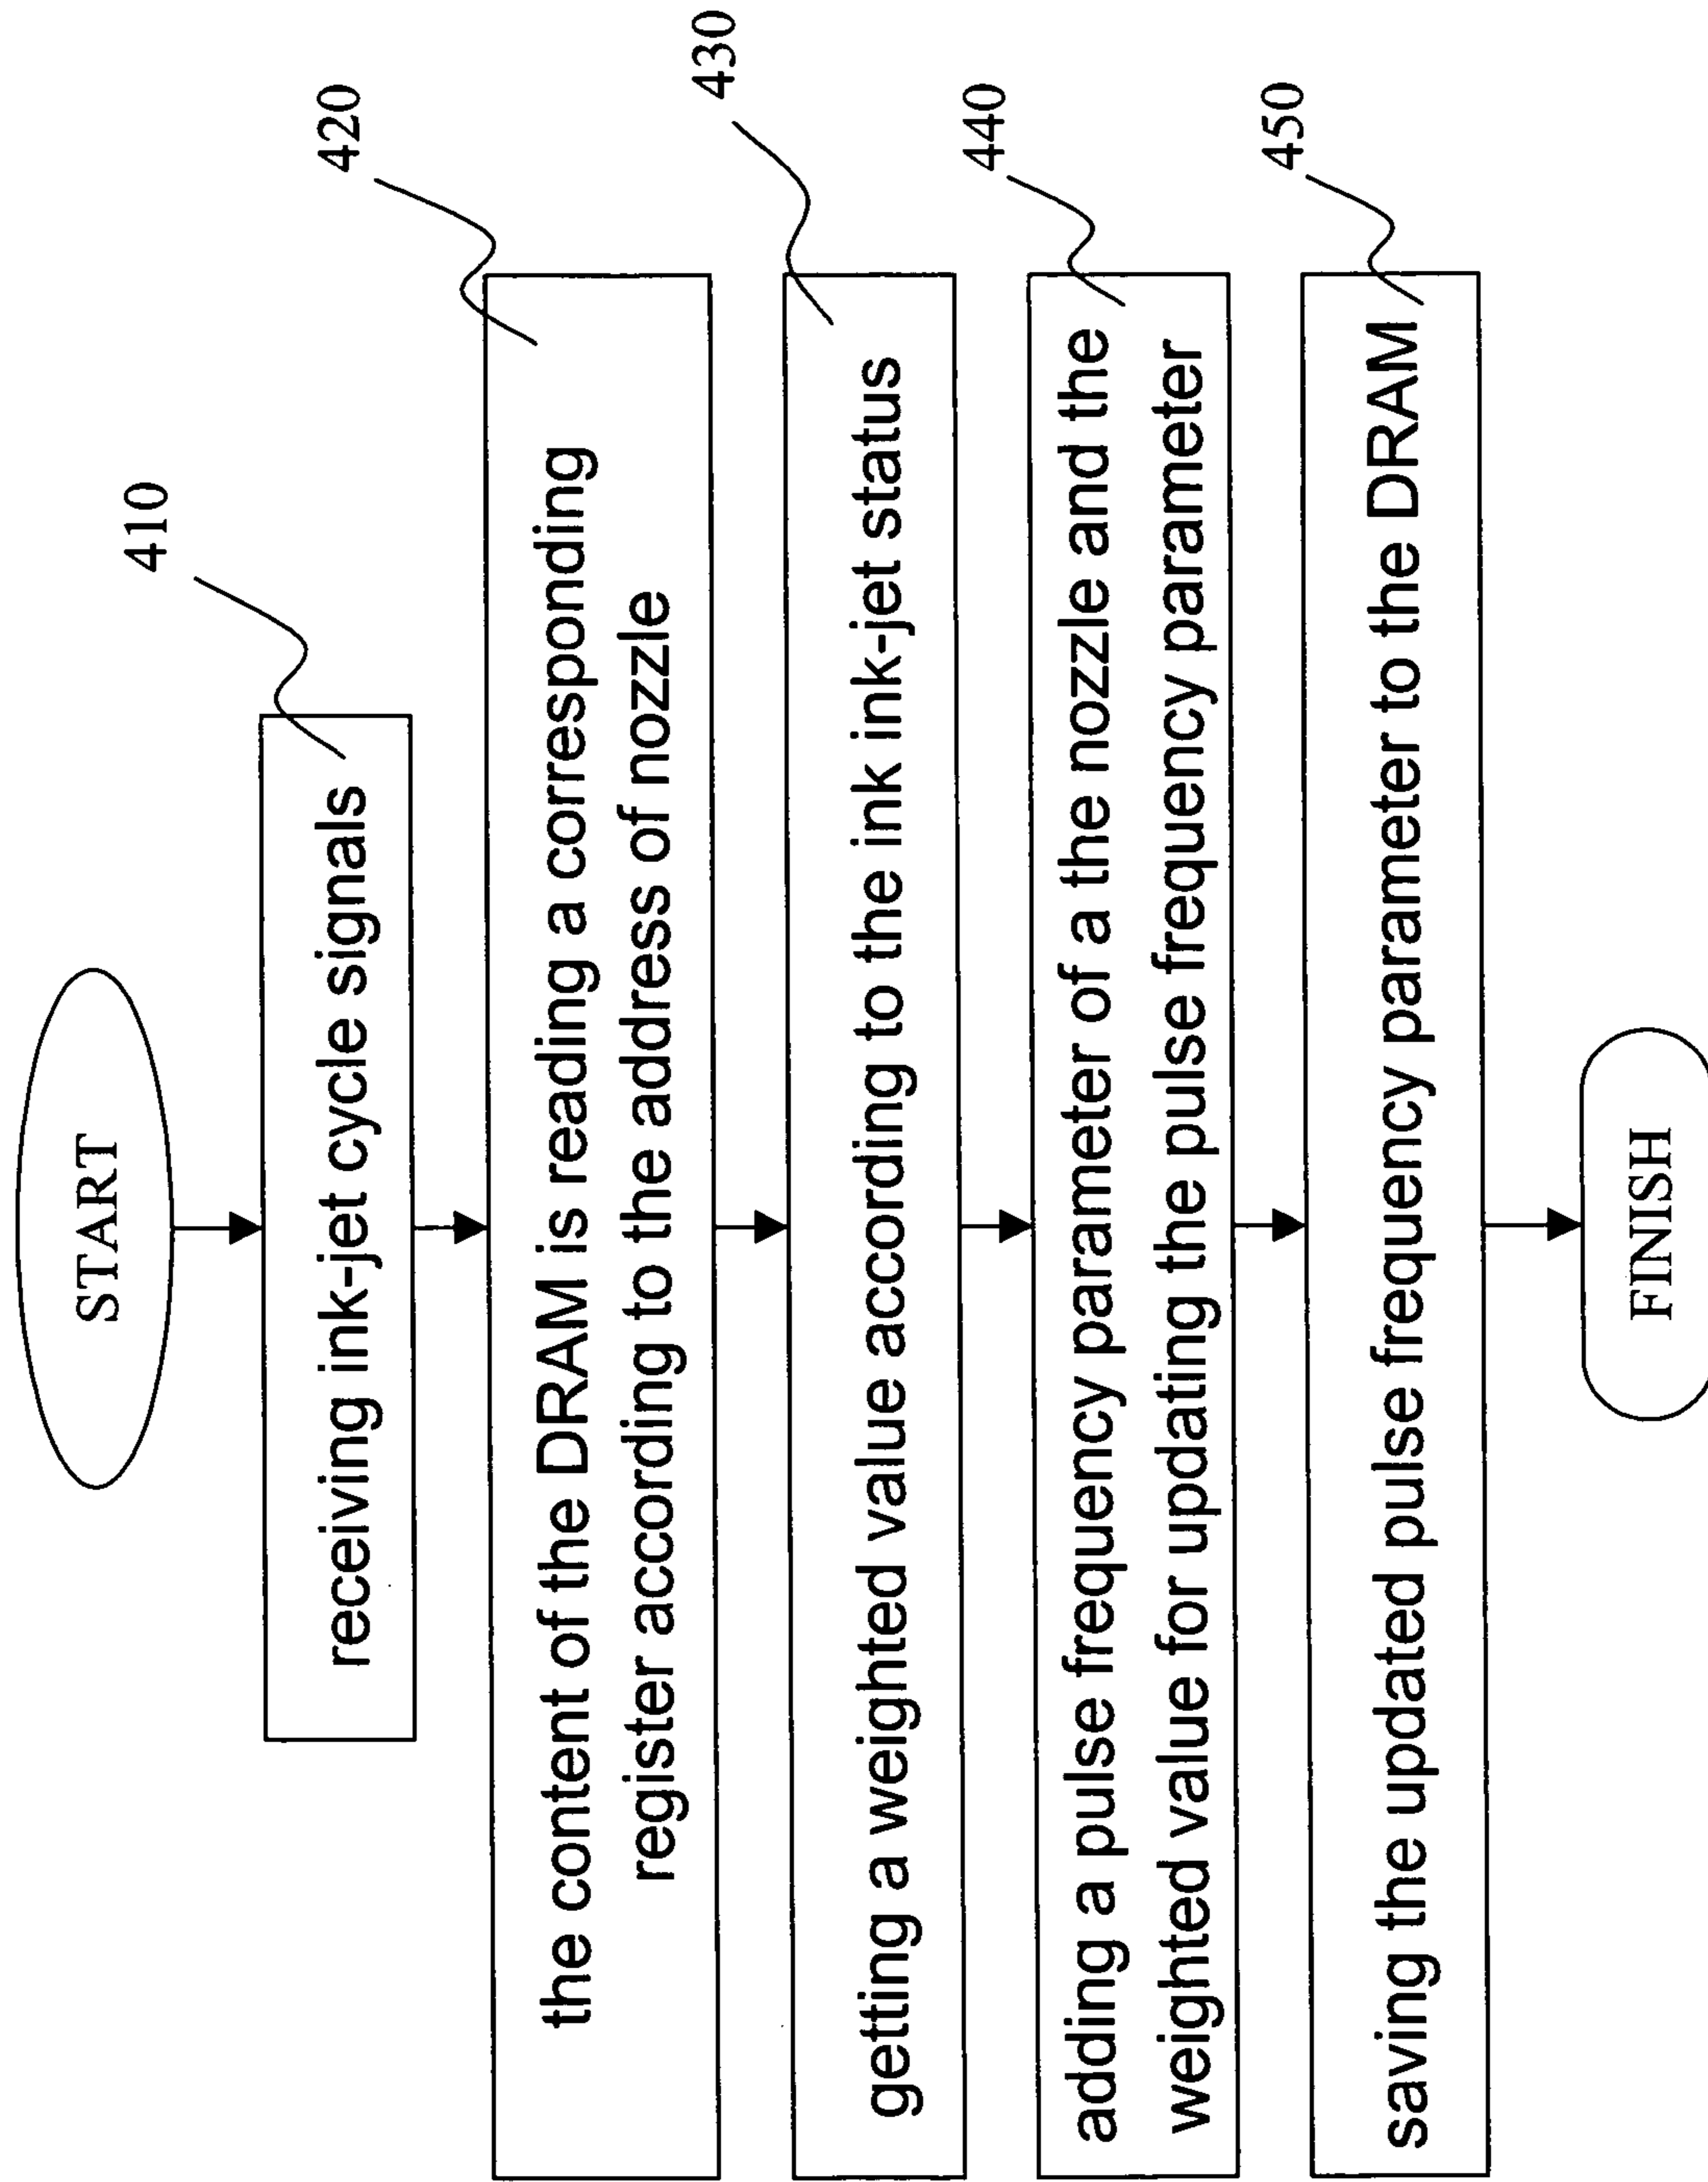 START
410
receiving ink-jet cycle signals
420
the content of the DRAM is reading a corresponding
register according to the address of nozzle
430
getting a weighted value according to the ink ink-jet status
440
adding a pulse frequency parameter of a the nozzle and the
weighted value for updating the pulse frequency parameter
450
saving the updated pulse frequency parameter to the DRAM
FINISH